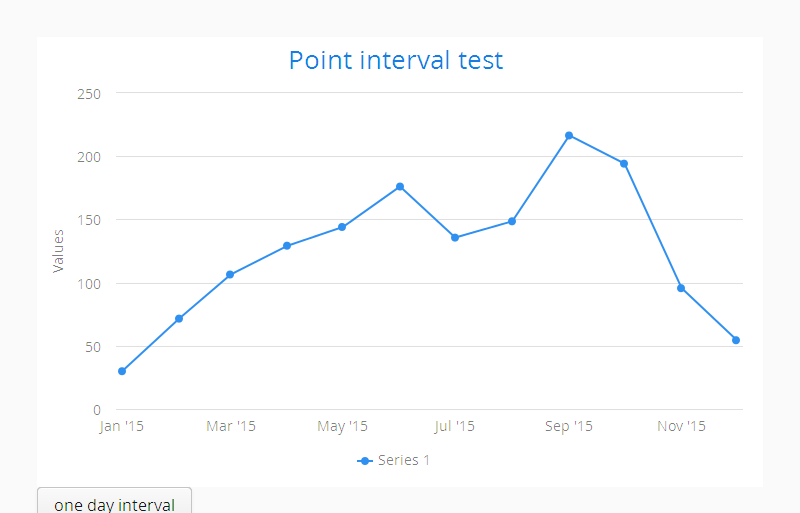 Point interval test
250
200
150
100
50
0
Values
Jan '15 Mar '15 May '15 Jul '15 Sep '15 Nov '15
Series 1
one day interval